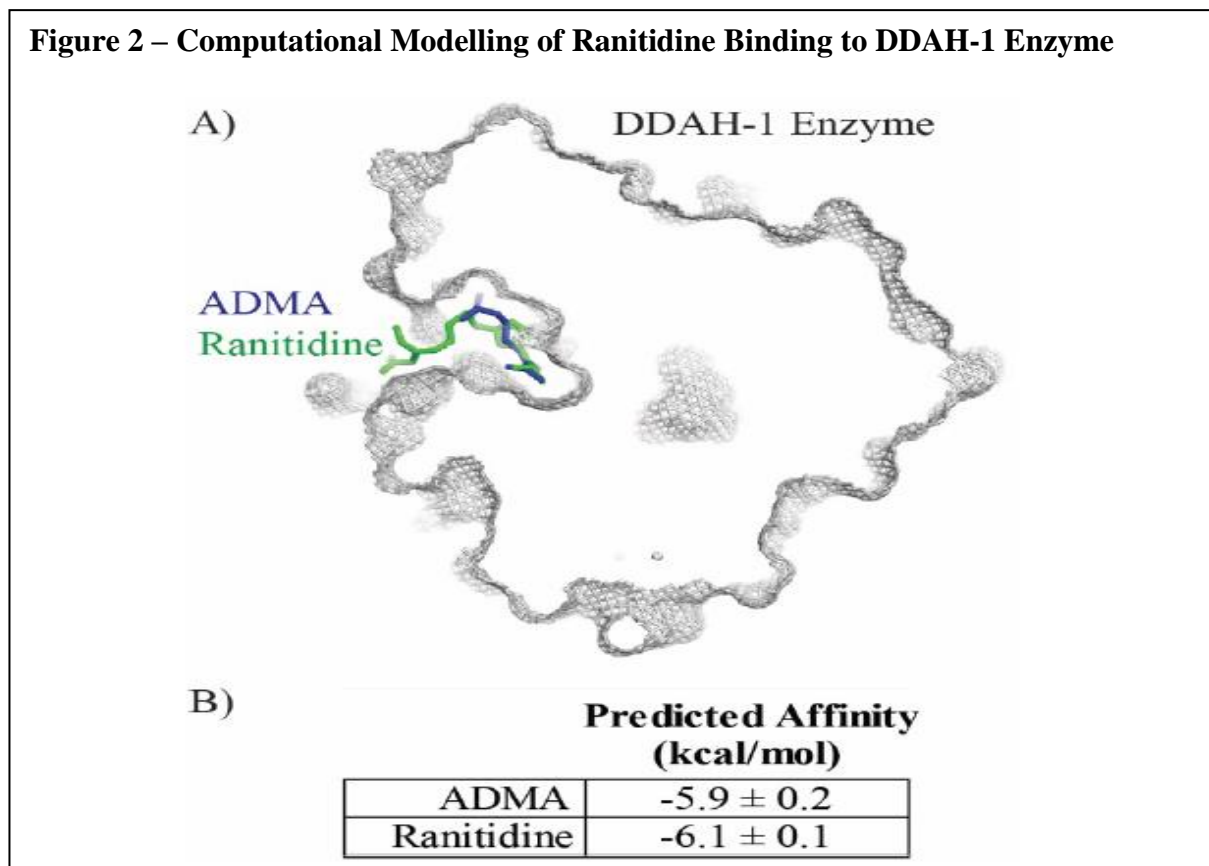 Figure 2 – Computational Modelling of Ranitidine Binding to DDAH-1 Enzyme
A)
DDAH-1 Enzyme
ADMA
Ranitidine
B)
Predicted Affinity
(kcal/mol)
ADMA -5.9 ± 0.2
Ranitidine -6.1 ± 0.1